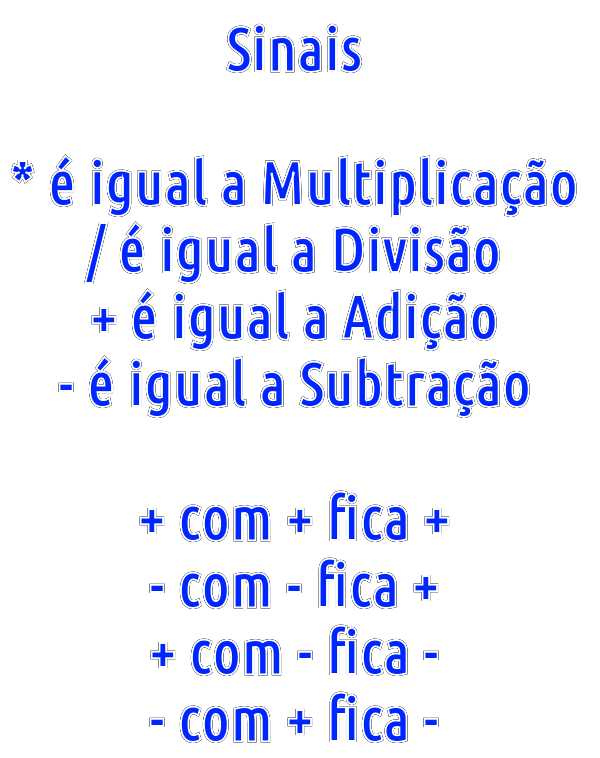 Sinais
* é igual a Multiplicação
/ é igual a Divisão
+ é igual a Adição
- é igual a Subtração
+ com + fica +
- com - fica +
+ com - fica -
- com + fica -